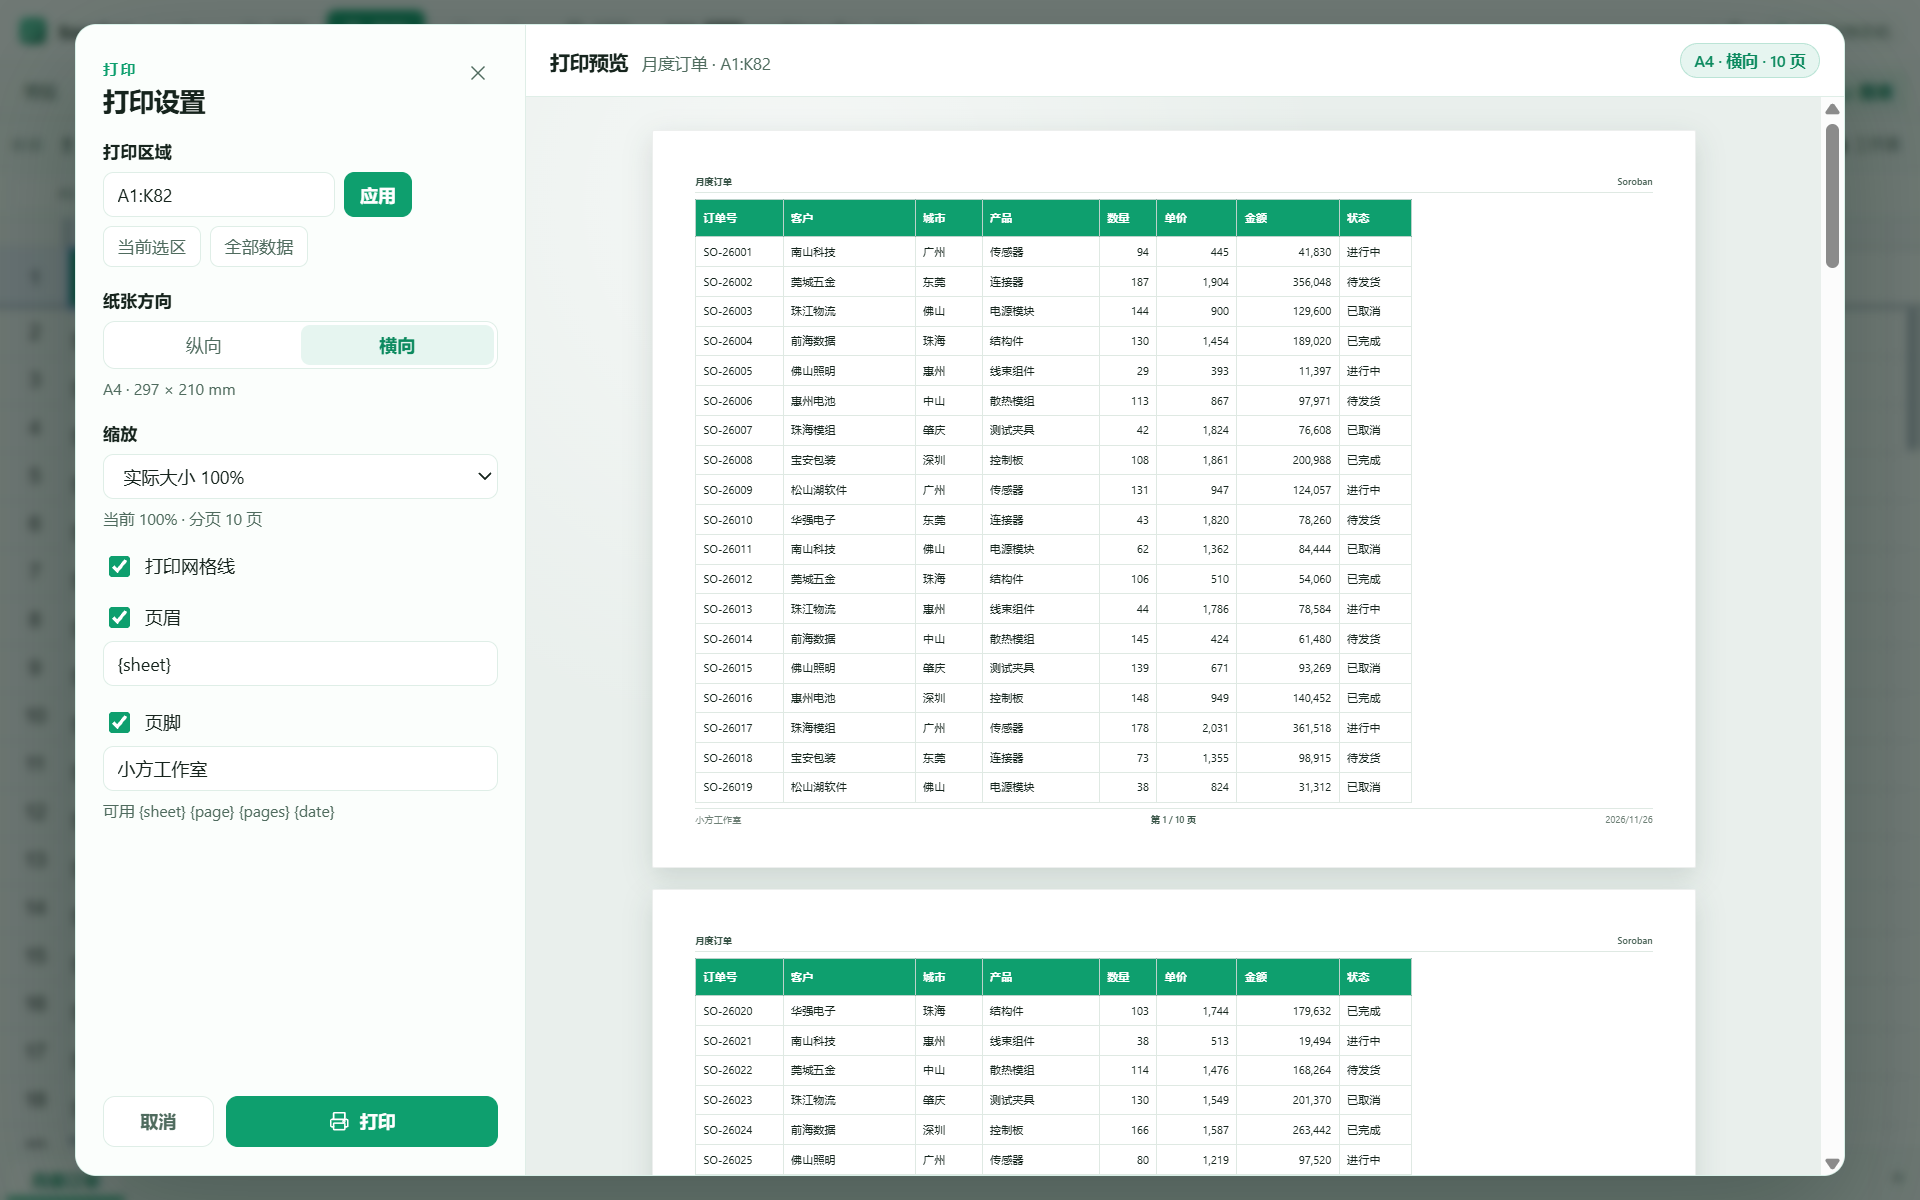 打印
打印设置
打印区域
A1:K82
应用
当前选区
全部数据
纸张方向
纵向
横向
A4 · 297 × 210 mm
缩放
实际大小 100%
当前 100% · 分页 10 页
打印网格线
页眉
{sheet}
页脚
小方工作室
可用 {sheet} {page} {pages} {date}
取消
打印
打印预览 月度订单 · A1:K82
A4 · 横向 · 10 页
月度订单 Soroban
订单号 客户 城市 产品 数量 单价 金额 状态
SO-26001 南山科技 广州 传感器 94 445 41,830 进行中
SO-26002 莞城五金 东莞 连接器 187 1,904 356,048 待发货
SO-26003 珠江物流 佛山 电源模块 144 900 129,600 已取消
SO-26004 前海数据 珠海 结构件 130 1,454 189,020 已完成
SO-26005 佛山照明 惠州 线束组件 29 393 11,397 进行中
SO-26006 惠州电池 中山 散热模组 113 867 97,971 待发货
SO-26007 珠海模组 肇庆 测试夹具 42 1,824 76,608 已取消
SO-26008 宝安包装 深圳 控制板 108 1,861 200,988 已完成
SO-26009 松山湖软件 广州 传感器 131 947 124,057 进行中
SO-26010 华强电子 东莞 连接器 43 1,820 78,260 待发货
SO-26011 南山科技 佛山 电源模块 62 1,362 84,444 已取消
SO-26012 莞城五金 珠海 结构件 106 510 54,060 已完成
SO-26013 珠江物流 惠州 线束组件 44 1,786 78,584 进行中
SO-26014 前海数据 中山 散热模组 145 424 61,480 待发货
SO-26015 佛山照明 肇庆 测试夹具 139 671 93,269 已取消
SO-26016 惠州电池 深圳 控制板 148 949 140,452 已完成
SO-26017 珠海模组 广州 传感器 178 2,031 361,518 进行中
SO-26018 宝安包装 东莞 连接器 73 1,355 98,915 待发货
SO-26019 松山湖软件 佛山 电源模块 38 824 31,312 已取消
小方工作室 第 1 / 10 页 2026/11/26
月度订单 Soroban
订单号 客户 城市 产品 数量 单价 金额 状态
SO-26020 华强电子 珠海 结构件 103 1,744 179,632 已完成
SO-26021 南山科技 惠州 线束组件 38 513 19,494 进行中
SO-26022 莞城五金 中山 散热模组 114 1,476 168,264 待发货
SO-26023 珠江物流 肇庆 测试夹具 130 1,549 201,370 已取消
SO-26024 前海数据 深圳 控制板 166 1,587 263,442 已完成
SO-26025 佛山照明 广州 传感器 80 1,219 97,520 进行中